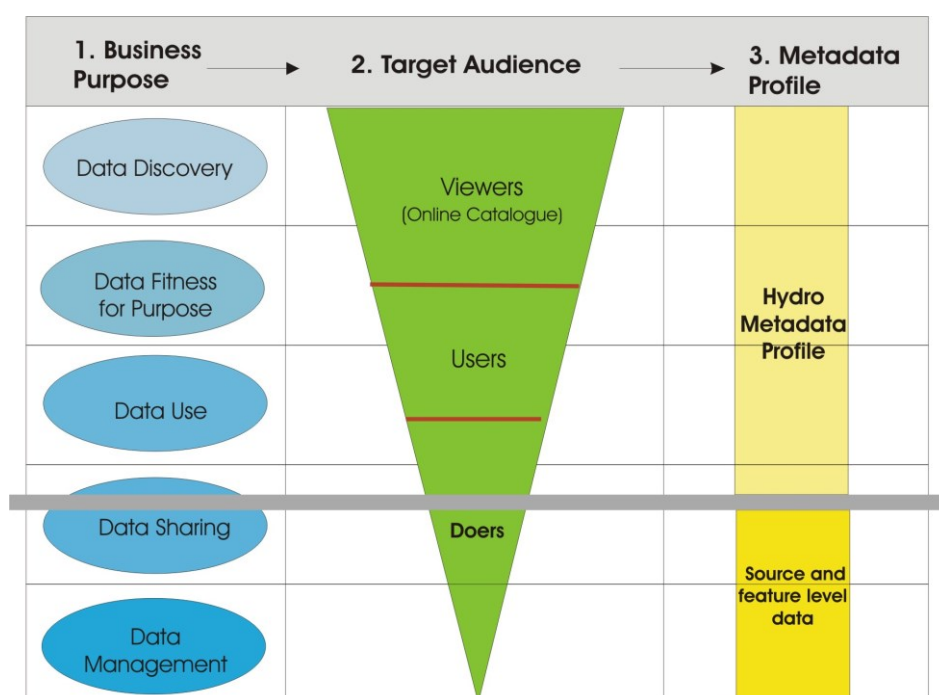 1. Business
Purpose
2. Target Audience
3. Metadata
Profile
Data Discovery
Viewers
(Online Catalogue)
Data Fitness
for Purpose
Hydro
Metadata
Profile
Users
Data Use
Data Sharing
Doers
Source and
feature level
data
Data
Management